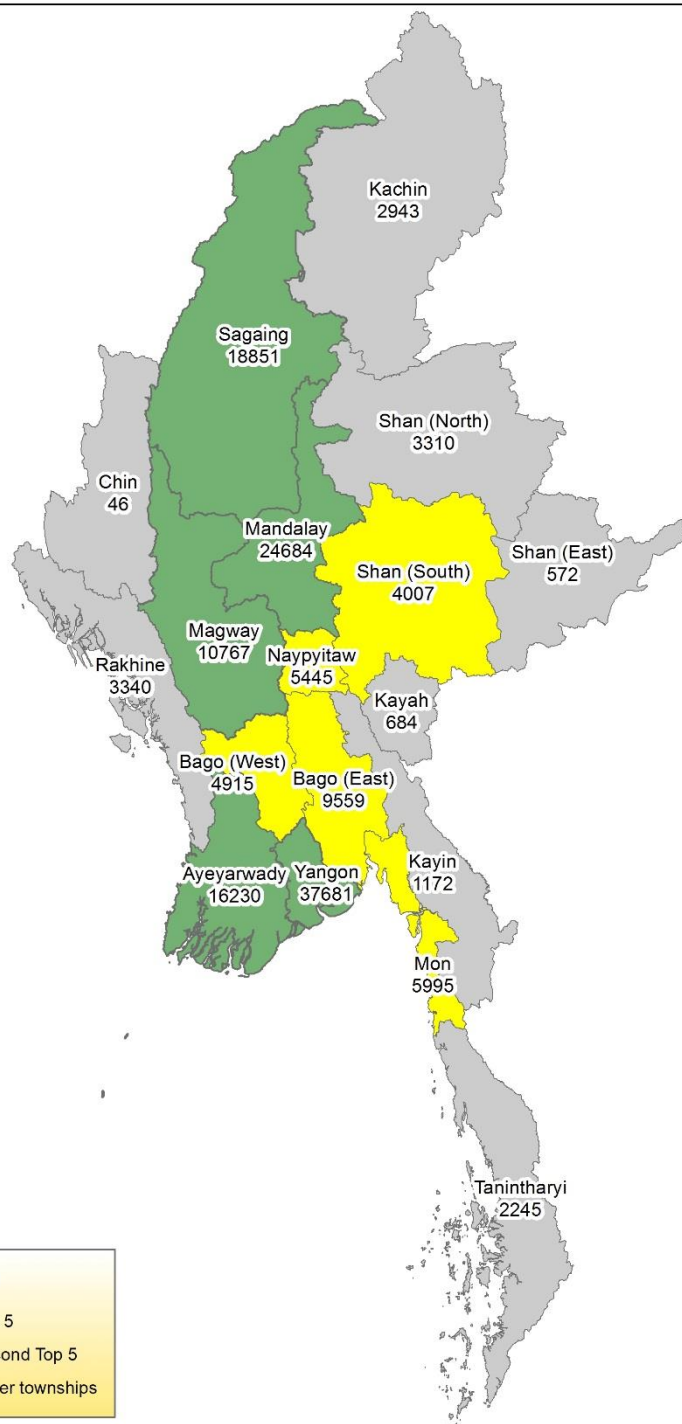 Kachin
2943
Sagaing
18851
Shan (North)
3310
Chin
46
Mandalay
24684
Shan (East)
572
Shan (South)
4007
Magway
10767
Naypyitaw
5445
Rakhine
3340
Kayah
684
Bago (West)
4915
Bago (East)
9559
Kayin
1172
Ayeyarwady
16230
Yangon
37681
Mon
5995
Tanintharyi
2245
5
Top 5
townships